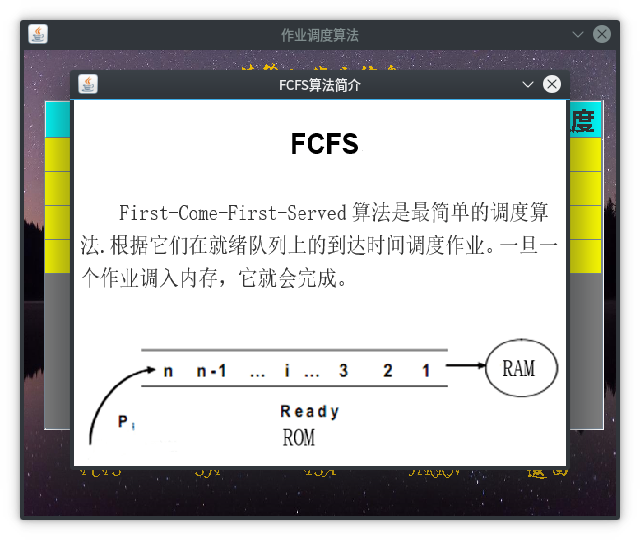 作业调度算法
FCFS算法简介
度
FCFS
First-Come-First-Served 算法是最简单的调度算
法.根据它们在就绪队列上的到达时间调度作业。一旦一
个作业调入内存，它就会完成。
n n-1 ... i ... 3 2 1
RAM
Pi
Ready
ROM